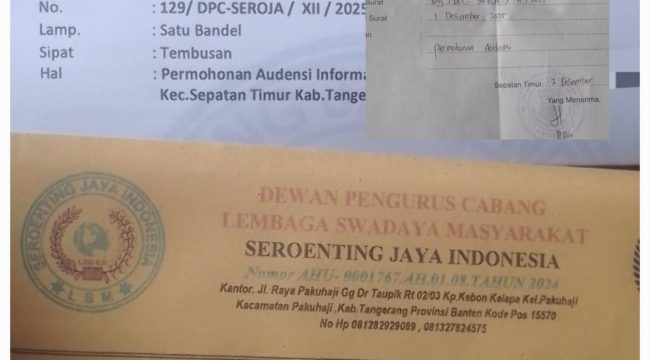 No. : 129/ DPC-SEROJA / XII / 2025
Lamp. : Satu Bandel
Sipat : Tembusan
Hal : Permohonan Audensi Informa
Kec.Sepatan Timur Kab.Tange
Surat
Surat 1 Desember 2025
Permohonan Audensi
Sepatan Timur, 2 Desember
Yang Menerima,
SEROENTING JAYA INDONESIA
LSM
DEWAN PENGURUS CABANG
LEMBAGA SWADAYA MASYARAKAT
SEROENTING JAYA INDONESIA
Nomor AHU- 0001767.AH.01.08.TAHUN 2024
Kantor. Jl. Raya Pakuhaji Gg Dr Taupik Rt 02/03 Kp.Kebon Kalapa Kel.Pakuhaji
Kacamatan Pakuhaji ,Kab.Tangerang Provinsi Banten Kode Pos 15570
No Hp 081282929089 , 081327824575